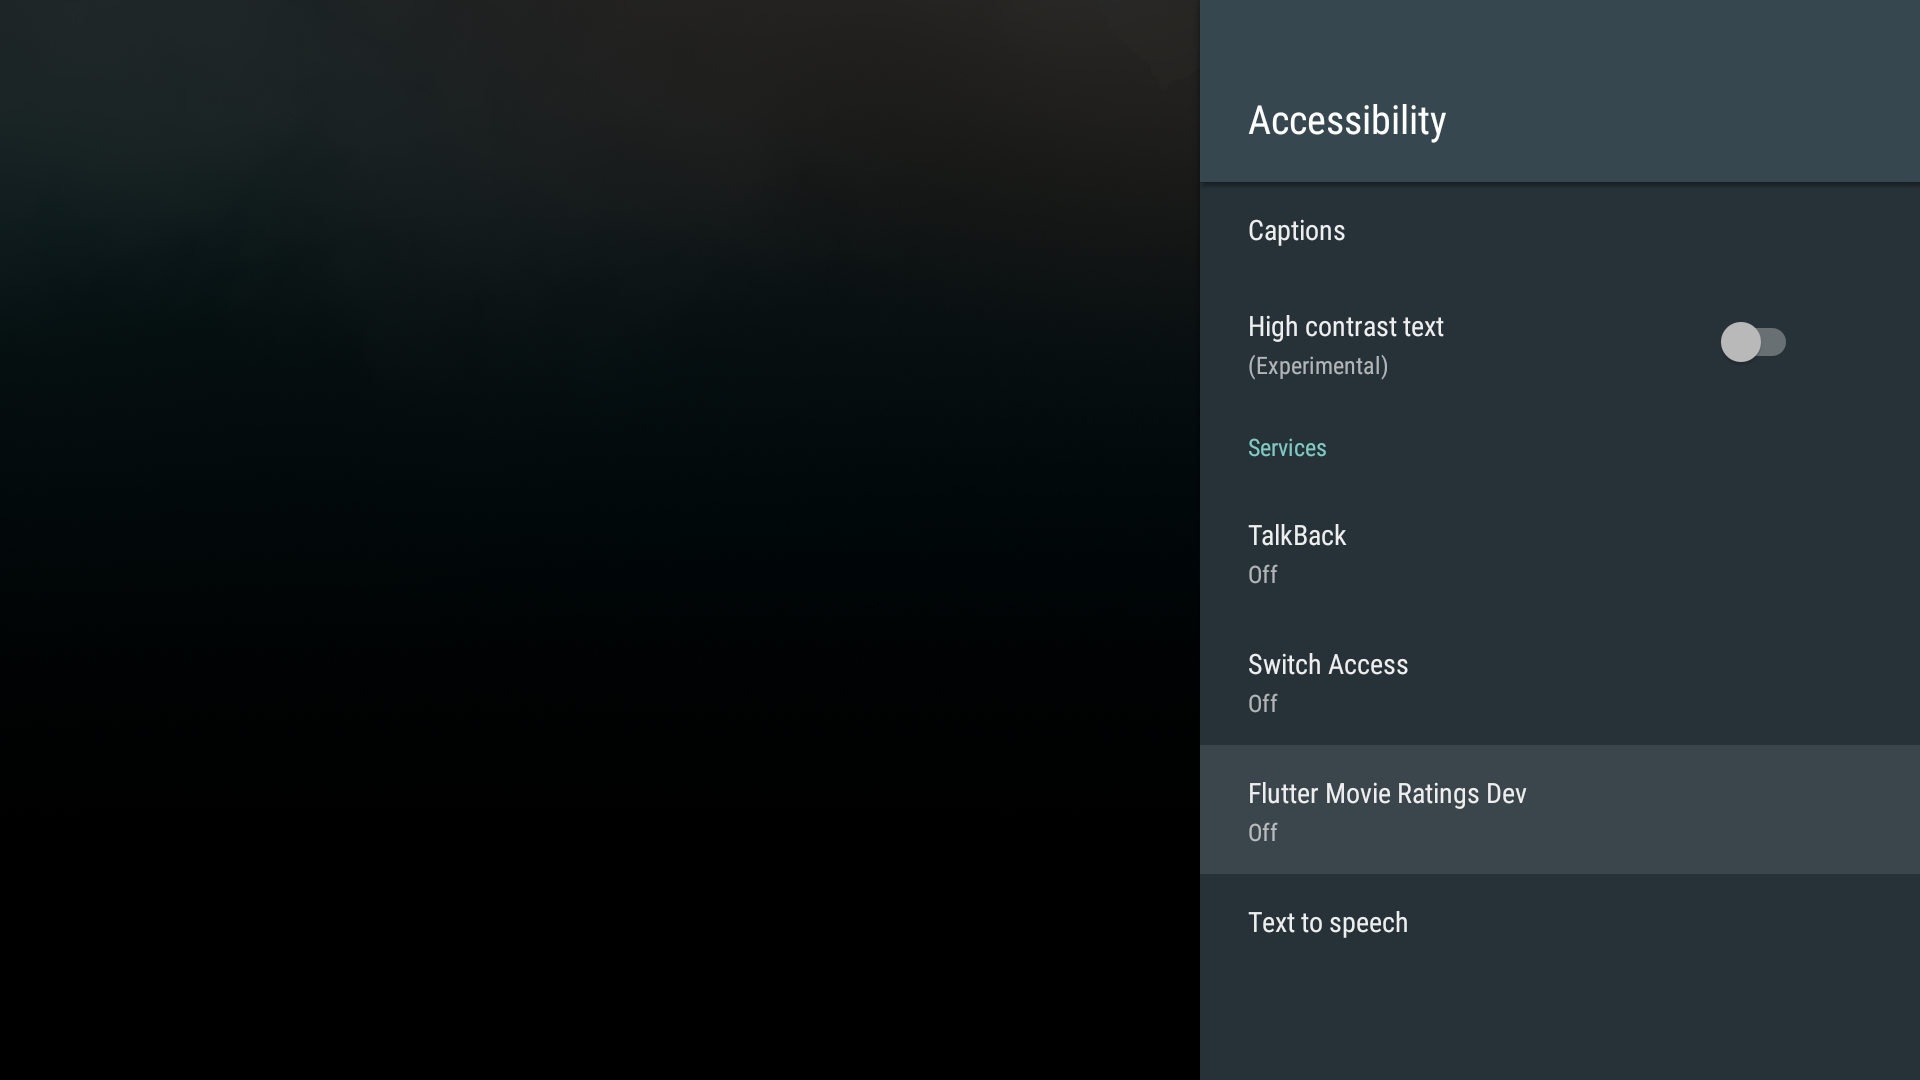 Accessibility
Captions
High contrast text
(Experimental)
Services
TalkBack
Off
Switch Access
Off
Flutter Movie Ratings Dev
Off
Text to speech